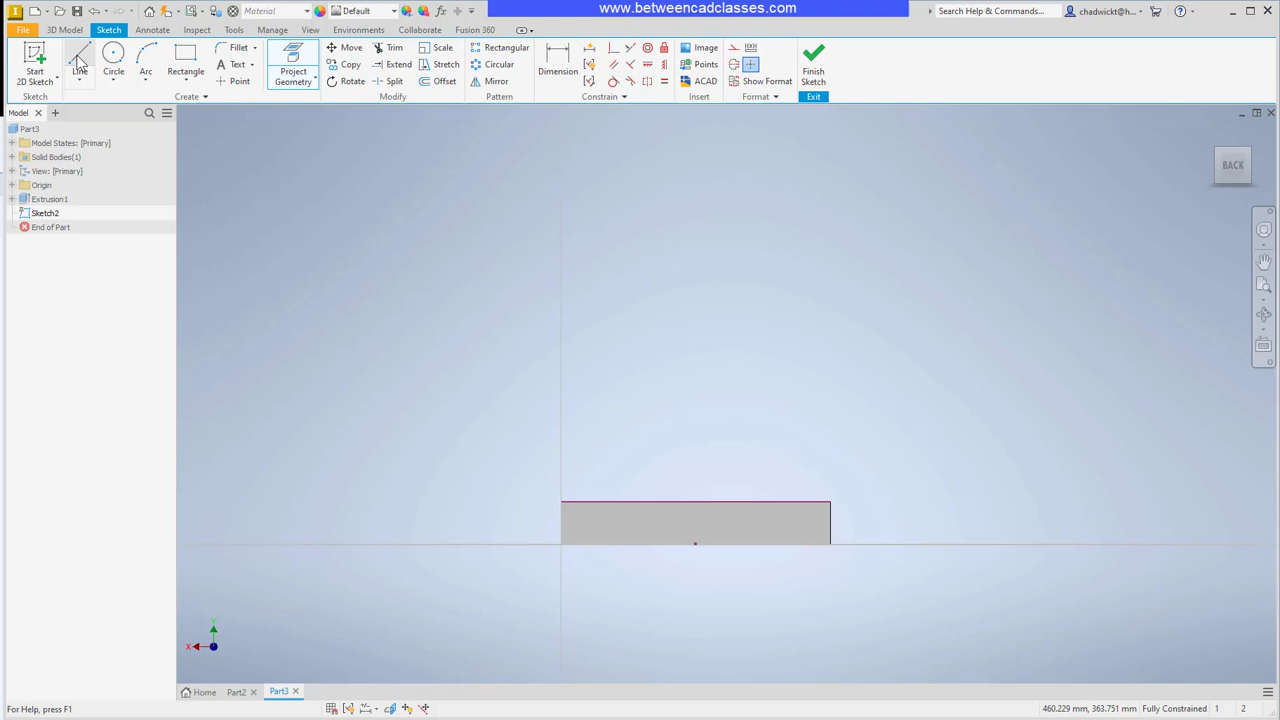 www.betweencadclasses.com
Material
Default
Search Help & Commands...
chadwickt@h...
File
3D Model
Sketch
Annotate
Inspect
Tools
Manage
View
Environments
Collaborate
Fusion 360
Start
2D Sketch
Line
Circle
Arc
Rectangle
Fillet
Text
Point
Project
Geometry
Move
Copy
Rotate
Trim
Extend
Split
Scale
Stretch
Offset
Rectangular
Circular
Mirror
Dimension
Image
Points
ACAD
Show Format
Finish
Sketch
Sketch
Create
Modify
Pattern
Constrain
Insert
Format
Exit
Model
Part3
Model States: [Primary]
Solid Bodies(1)
View: [Primary]
Origin
Extrusion1
Sketch2
End of Part
BACK
Y
X
Home
Part2
Part3
For Help, press F1
460.229 mm, 363.751 mm
Fully Constrained
1
2